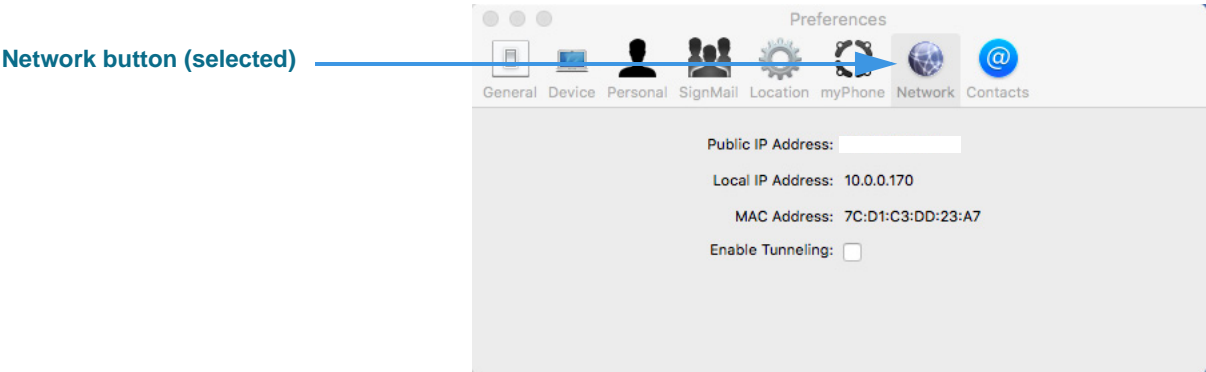 Preferences
Network button (selected)
General Device Personal SignMail Location myPhone Network Contacts
Public IP Address:
Local IP Address: 10.0.0.170
MAC Address: 7C:D1:C3:DD:23:A7
Enable Tunneling: